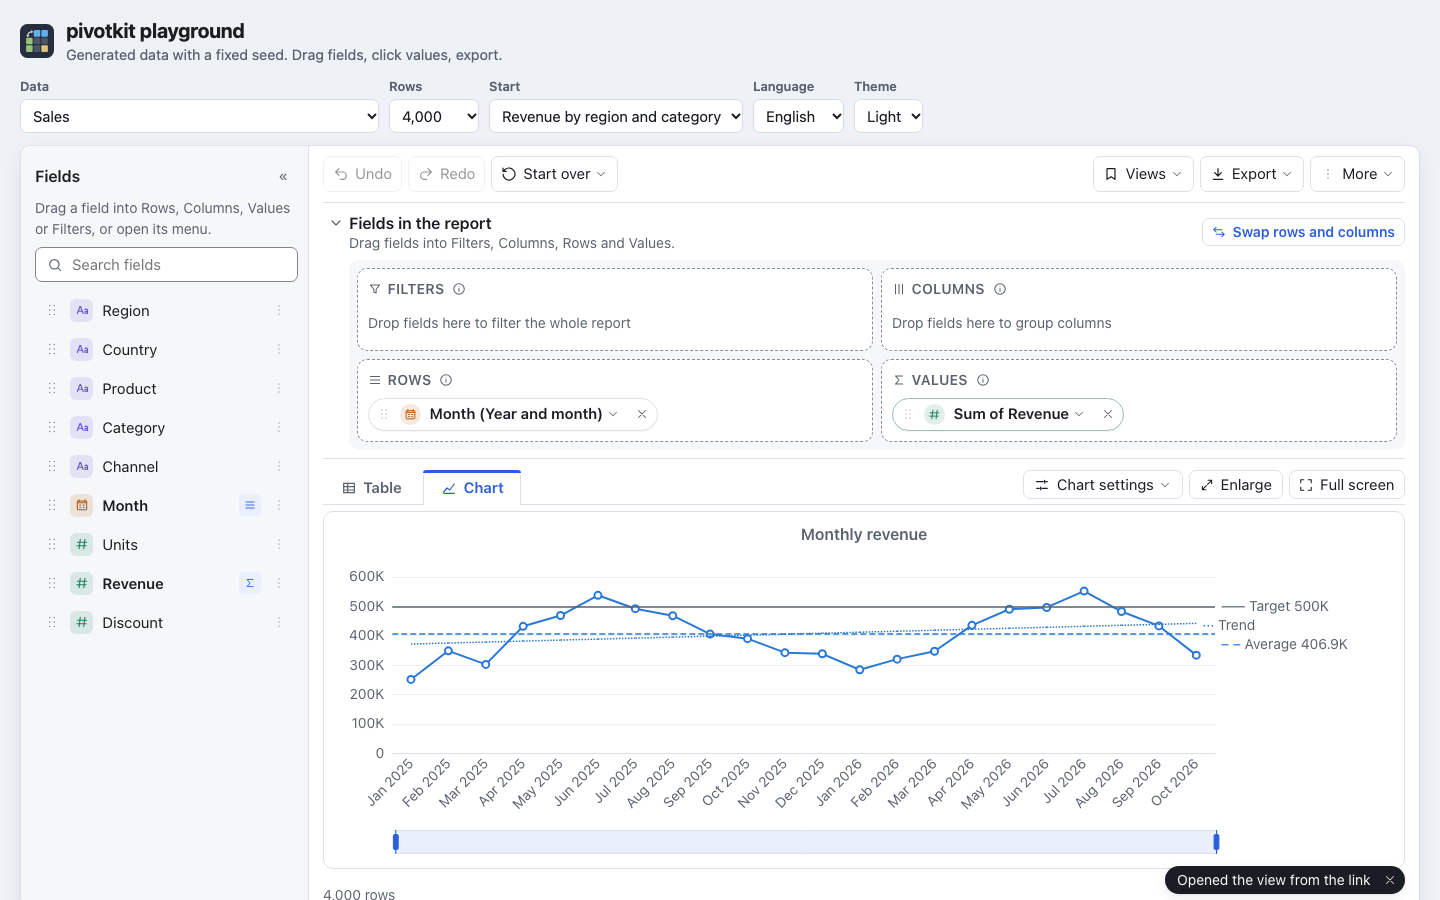 pivotkit playground
Generated data with a fixed seed. Drag fields, click values, export.
Data
Rows
Start
Language
Theme
Sales
4,000
Revenue by region and category
English
Light
Fields
«
Drag a field into Rows, Columns, Values
or Filters, or open its menu.
Search fields
Aa Region
Aa Country
Aa Product
Aa Category
Aa Channel
Month
# Units
# Revenue Σ
# Discount
Undo
Redo
Start over
Views
Export
More
Fields in the report
Drag fields into Filters, Columns, Rows and Values.
Swap rows and columns
FILTERS
Drop fields here to filter the whole report
COLUMNS
Drop fields here to group columns
ROWS
Month (Year and month)
Σ VALUES
# Sum of Revenue
Table
Chart
Chart settings
Enlarge
Full screen
Monthly revenue
600K
500K
400K
300K
200K
100K
0
Target 500K
Trend
Average 406.9K
Jan 2025
Feb 2025
Mar 2025
Apr 2025
May 2025
Jun 2025
Jul 2025
Aug 2025
Sep 2025
Oct 2025
Nov 2025
Dec 2025
Jan 2026
Feb 2026
Mar 2026
Apr 2026
May 2026
Jun 2026
Jul 2026
Aug 2026
Sep 2026
Oct 2026
4,000 rows
Opened the view from the link